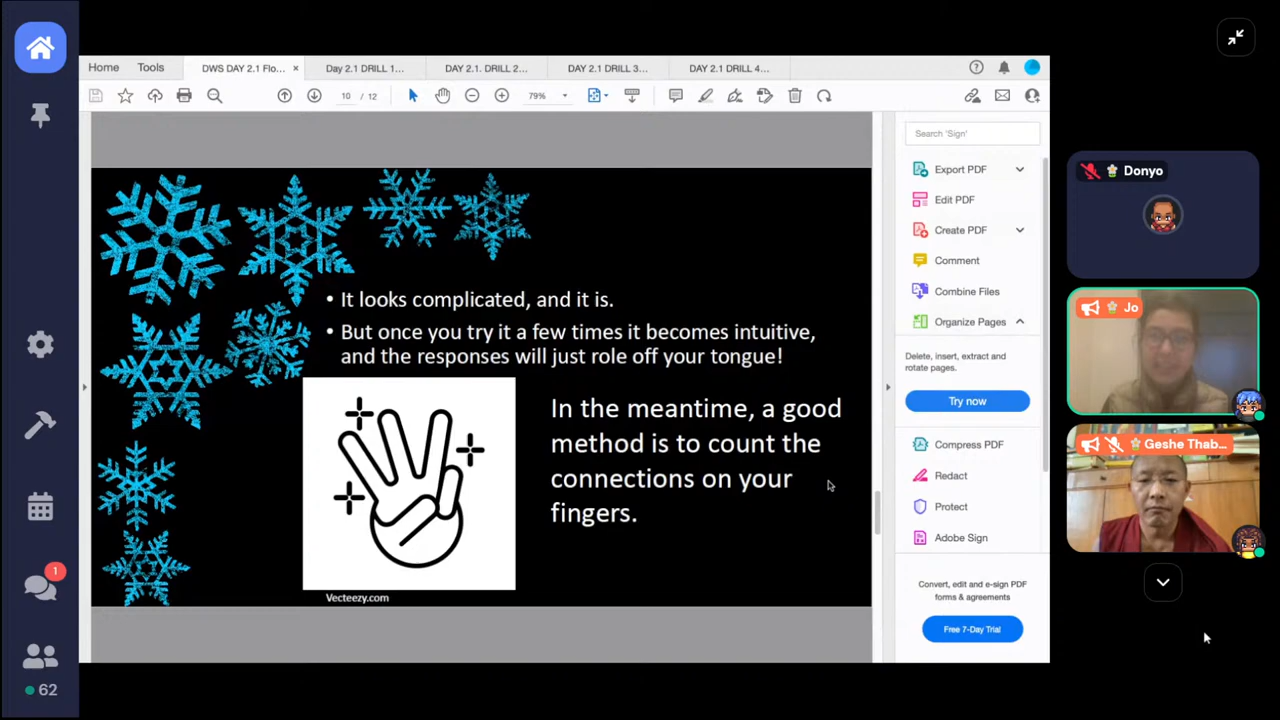 Home
Tools
DWS DAY 2.1 Flo...
×
Day 2.1 DRILL 1...
DAY 2.1. DRILL 2...
DAY 2.1 DRILL 3...
DAY 2.1 DRILL 4...
10 / 12
79%
Search 'Sign'
Export PDF
Edit PDF
Create PDF
Comment
Combine Files
Organize Pages
Delete, insert, extract and
rotate pages.
Try now
Compress PDF
Redact
Protect
Adobe Sign
Convert, edit and e-sign PDF
forms & agreements
Free 7-Day Trial
• It looks complicated, and it is.
• But once you try it a few times it becomes intuitive,
and the responses will just role off your tongue!
In the meantime, a good
method is to count the
connections on your
fingers.
Vecteezy.com
Donyo
Jo
Geshe Thab...
1
62